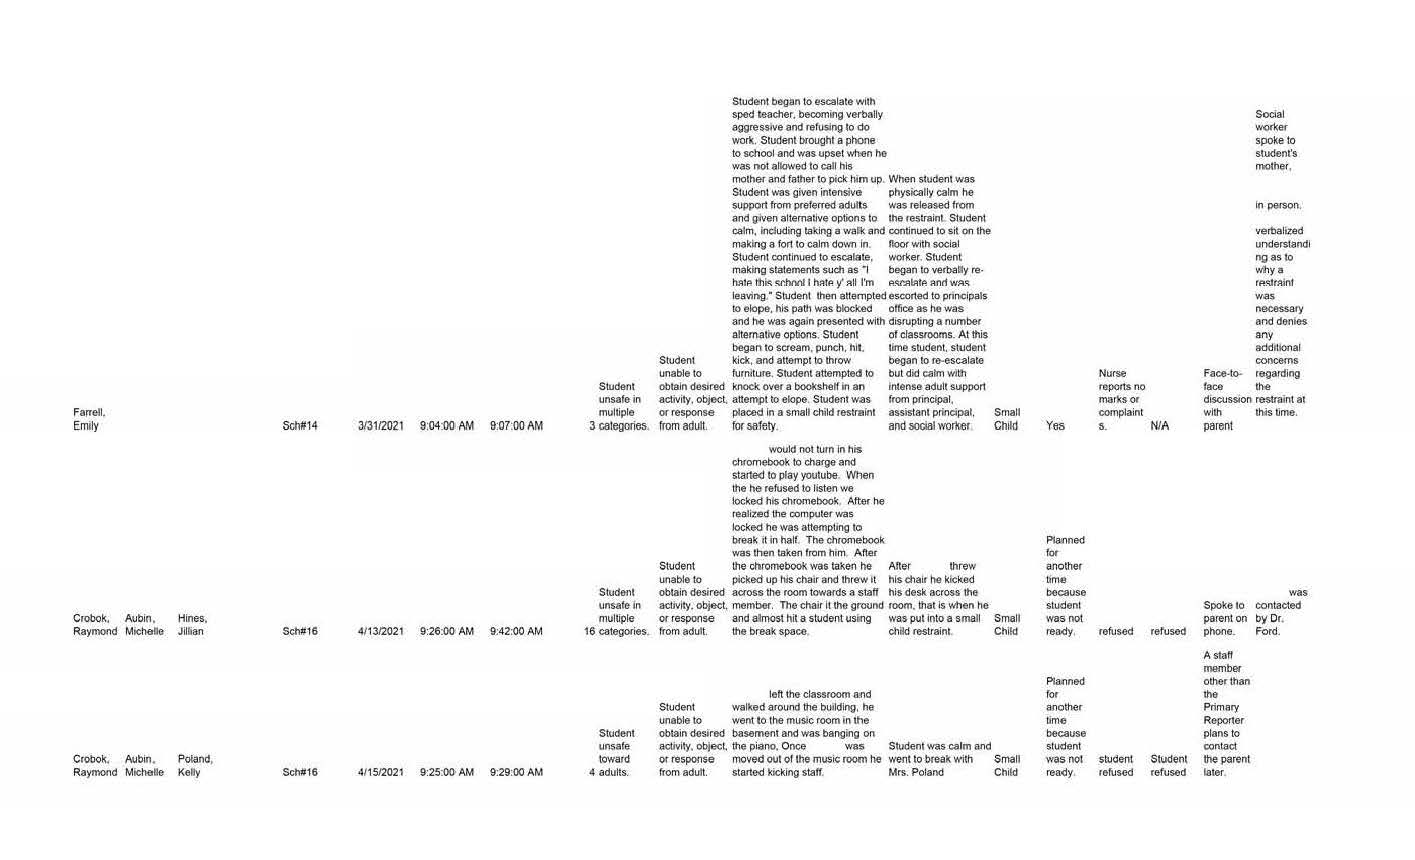 Farrell,
Emily
Sch#14
3/31/2021
9:04:00 AM
9:07:00 AM
3
Student
unsafe in
multiple
categories.
Student
unable to
obtain desired
activity, object,
or response
from adult.
Student began to escalate with
sped teacher, becoming verbally
aggressive and refusing to do
work. Student brought a phone
to school and was upset when he
was not allowed to call his
mother and father to pick him up.
Student was given intensive
support from preferred adults
and given alternative options to
calm, including taking a walk and
making a fort to calm down in.
Student continued to escalate,
making statements such as "I
hate this school I hate y' all I'm
leaving." Student then attempted
to elope, his path was blocked
and he was again presented with
alternative options. Student
began to scream, punch, hit,
kick, and attempt to throw
furniture. Student attempted to
knock over a bookshelf in an
attempt to elope. Student was
placed in a small child restraint
for safety.
When student was
physically calm he
was released from
the restraint. Student
continued to sit on the
floor with social
worker. Student
began to verbally re-
escalate and was
escorted to principals
office as he was
disrupting a number
of classrooms. At this
time student, student
began to re-escalate
but did calm with
intense adult support
from principal,
assistant principal,
and social worker.
Small
Child
Yes
Nurse
reports no
marks or
complaint
s.
N/A
Face-to-
face
discussion
with
parent
Social
worker
spoke to
student's
mother,
in person.
verbalized
understandi
ng as to
why a
restraint
was
necessary
and denies
any
additional
concerns
regarding
the
restraint at
this time.
Crobok,
Raymond
Aubin,
Michelle
Hines,
Jillian
Sch#16
4/13/2021
9:26:00 AM
9:42:00 AM
16
Student
unsafe in
multiple
categories.
Student
unable to
obtain desired
activity, object,
or response
from adult.
would not turn in his
chromebook to charge and
started to play youtube. When
the he refused to listen we
locked his chromebook. After he
realized the computer was
locked he was attempting to
break it in half. The chromebook
was then taken from him. After
the chromebook was taken he
picked up his chair and threw it
across the room towards a staff
member. The chair it the ground
and almost hit a student using
the break space.
After threw
his chair he kicked
his desk across the
room, that is when he
was put into a small
child restraint.
Small
Child
Planned
for
another
time
because
student
was not
ready.
refused
refused
Spoke to
parent on
phone.
was
contacted
by Dr.
Ford.
Crobok,
Raymond
Aubin,
Michelle
Poland,
Kelly
Sch#16
4/15/2021
9:25:00 AM
9:29:00 AM
4
Student
unsafe
toward
adults.
Student
unable to
obtain desired
activity, object,
or response
from adult.
left the classroom and
walked around the building, he
went to the music room in the
basement and was banging on
the piano, Once was
moved out of the music room he
started kicking staff.
Student was calm and
went to break with
Mrs. Poland
Small
Child
Planned
for
another
time
because
student
was not
ready.
student
refused
Student
refused
A staff
member
other than
the
Primary
Reporter
plans to
contact
the parent
later.